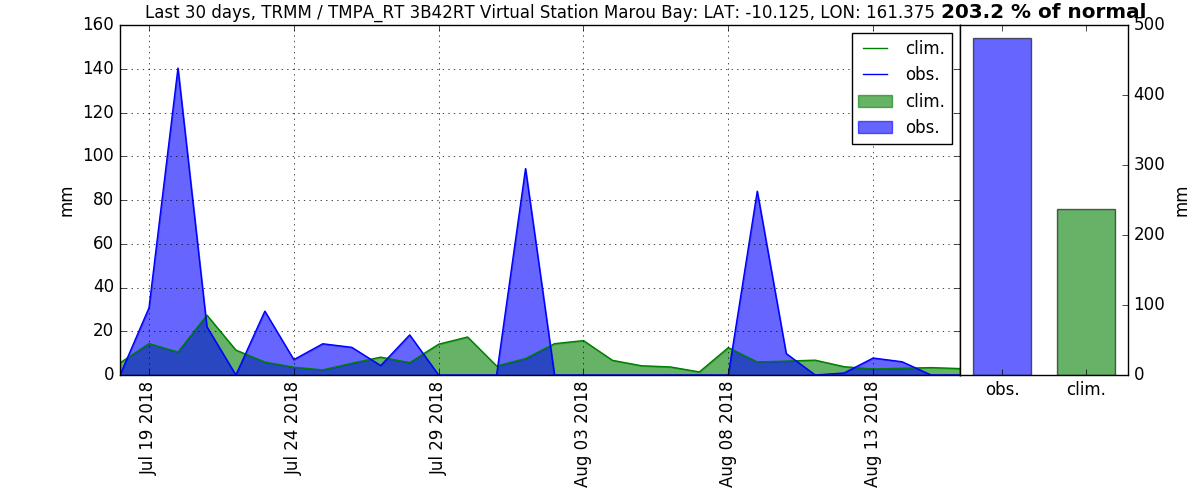 Last 30 days, TRMM / TMPA_RT 3B42RT Virtual Station Marou Bay: LAT: -10.125, LON: 161.375 203.2 % of normal
160
140
120
100
80
60
40
20
0
mm
clim.
obs.
clim.
obs.
Jul 19 2018
Jul 24 2018
Jul 29 2018
Aug 03 2018
Aug 08 2018
Aug 13 2018
500
400
300
200
100
0
mm
obs. clim.